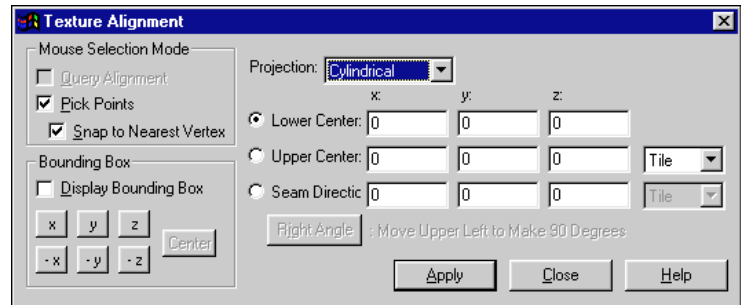 Texture Alignment
Mouse Selection Mode
Query Alignment
Pick Points
Snap to Nearest Vertex
Bounding Box
Display Bounding Box
x y z
-x -y -z
Center
Projection: Cylindrical
x: y: z:
Lower Center: 0 0 0
Upper Center: 0 0 0 Tile
Seam Directic 0 0 0 Tile
Right Angle : Move Upper Left to Make 90 Degrees
Apply Close Help